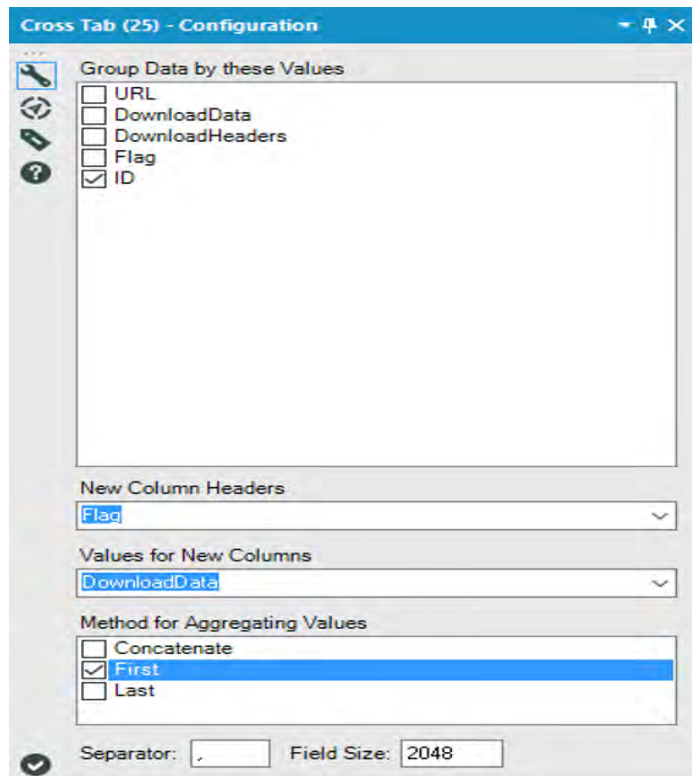 Cross Tab (25) - Configuration
Group Data by these Values
URL
DownloadData
DownloadHeaders
Flag
ID
New Column Headers
Flag
Values for New Columns
DownloadData
Method for Aggregating Values
Concatenate
First
Last
Separator: , Field Size: 2048